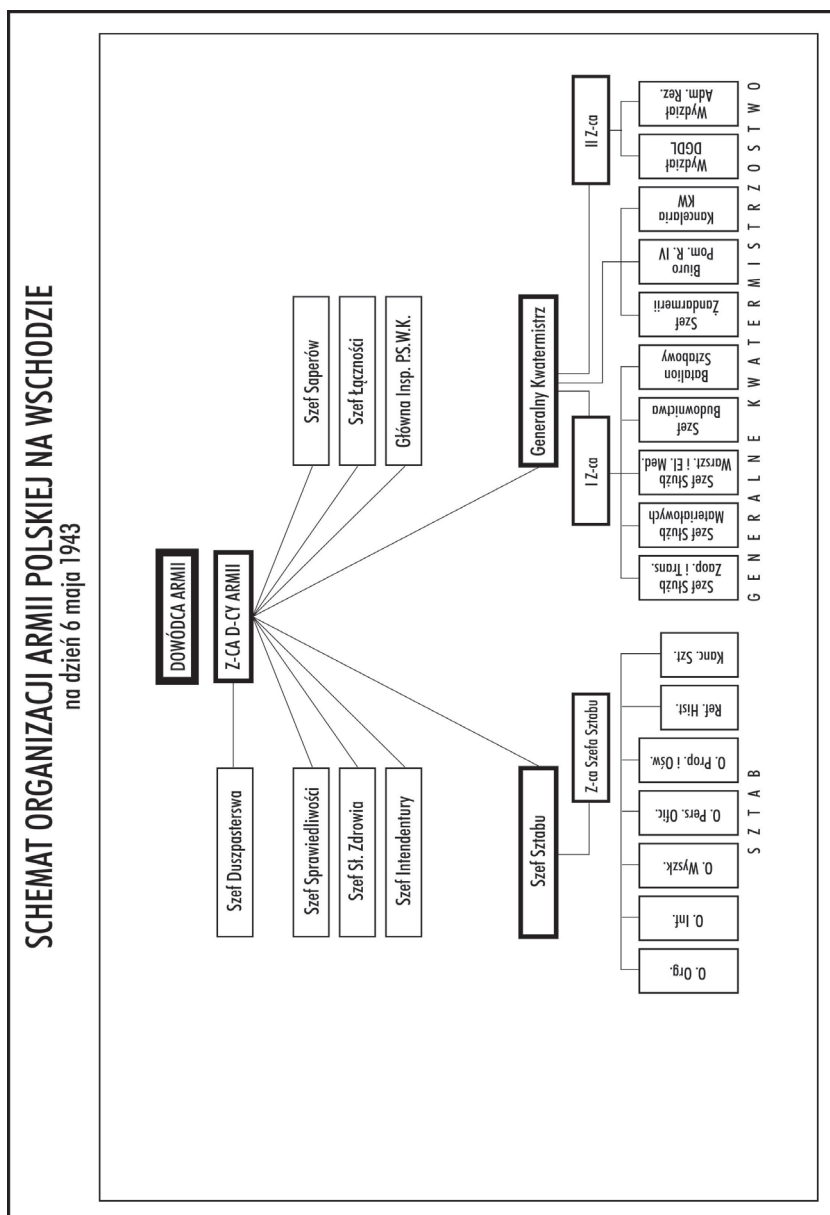 SCHEMAT ORGANIZACJI ARMII POLSKIEJ NA WSCHODZIE
na dzień 6 maja 1943
DOWÓDCA ARMII
Z-CA D-CY ARMII
Szef Duszpasterswa
Szef Sprawiedliwości
Szef Sł. Zdrowia
Szef Intendentury
Szef Saperów
Szef Łączności
Główna Insp. P.S.W.K.
Szef Sztabu
Z-ca Szefa Sztabu
O. Org.
O. Inf.
O. Wyszk.
O. Pers. Ofic.
O. Prop. i Ośw.
Ref. Hist.
Kanc. Szt.
SZTAB
Generalny Kwatermistrz
I Z-ca
II Z-ca
Szef Służb
Zaop. i Trans.
Szef Służb
Materiałowych
Szef Służb
Warszt. El. Med.
Szef
Budownictwa
Batalion
Sztabowy
Szef
Żandarmerii
Biuro
Pom. R. IV
Kancelaria
KW
Wydział
DGDL
Wydział
Adm. Rez.
GENERALNE KWATERMISTRZOSTWO